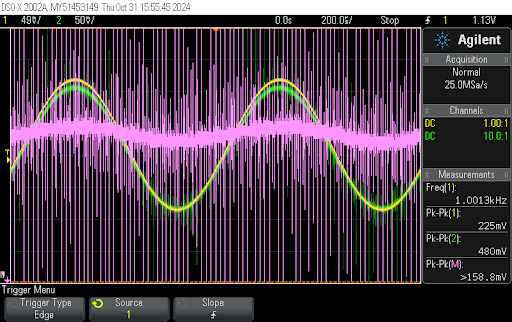 DSO-X 2002A, MY51453149: Thu Oct 31 15:55:45 2024
1 49%/ 2 50%/ 0.0s 200.0%/ Stop 1 1.13V
Agilent
Acquisition
Normal
25.0MSa/s
Channels
DC 1.00:1
DC 10.0:1
Measurements
Freq(1):
1.0013kHz
Pk-Pk(1):
225mV
Pk-Pk(2):
480mV
Pk-Pk(M):
>158.8mV
Trigger Menu
Trigger Type Source Slope
Edge 1